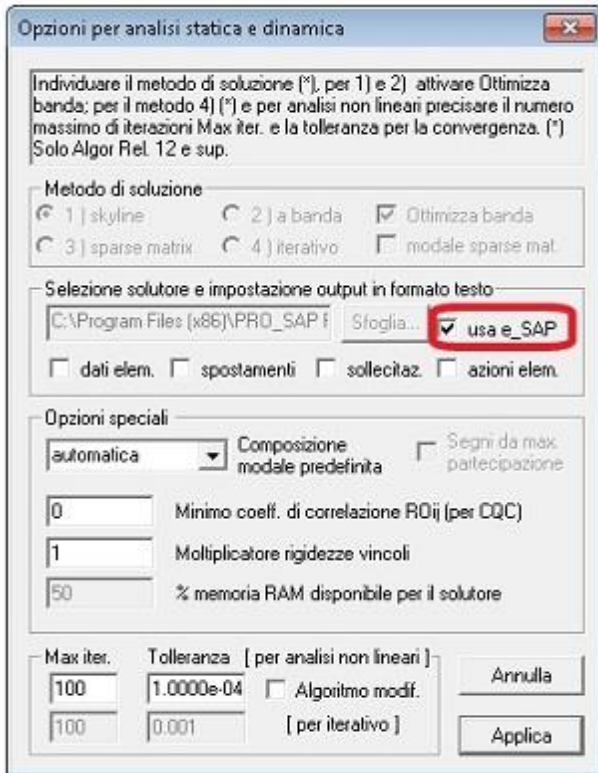 Opzioni per analisi statica e dinamica
Individuare il metodo di soluzione (*), per 1) e 2) attivare Ottimizza
banda; per il metodo 4) (*) e per analisi non lineari precisare il numero
massimo di iterazioni Max iter. e la tolleranza per la convergenza. (*)
Solo Algor Rel. 12 e sup.
Metodo di soluzione
1 ) skyline 2 ) a banda Ottimizza banda
3 ) sparse matrix 4 ) iterativo modale sparse mat.
Selezione solutore e impostazione output in formato testo
C:\Program Files (x86)\PRO_SAP Sfoglia... usa e_SAP
dati elem. spostamenti sollecitaz. azioni elem.
Opzioni speciali
automatica Composizione modale predefinita Segni da max. partecipazione
0 Minimo coeff. di correlazione ROij (per CQC)
1 Moltiplicatore rigidezze vincoli
50 % memoria RAM disponibile per il solutore
Max iter. Tolleranza [ per analisi non lineari ]
100 1.0000e-04 Algoritmo modif.
100 0.001 [ per iterativo ]
Annulla
Applica